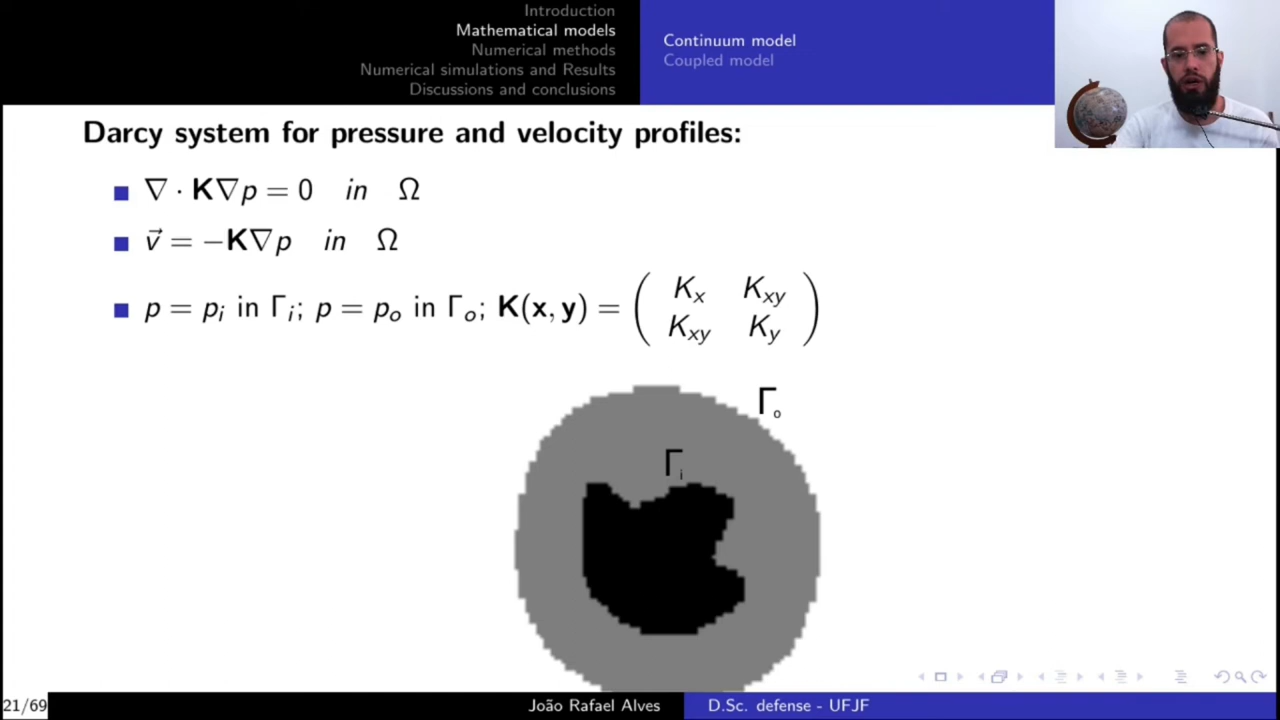 Introduction
Mathematical models
Numerical methods
Numerical simulations and Results
Discussions and conclusions
Continuum model
Coupled model
Darcy system for pressure and velocity profiles:
∇ · K∇p = 0 in Ω
v⃗ = −K∇p in Ω
p = pᵢ in Γᵢ; p = pₒ in Γₒ; K(x, y) = ( Kₓ Kₓᵧ
Kₓᵧ Kᵧ )
Γₒ
Γᵢ
21/69
João Rafael Alves
D.Sc. defense - UFJF